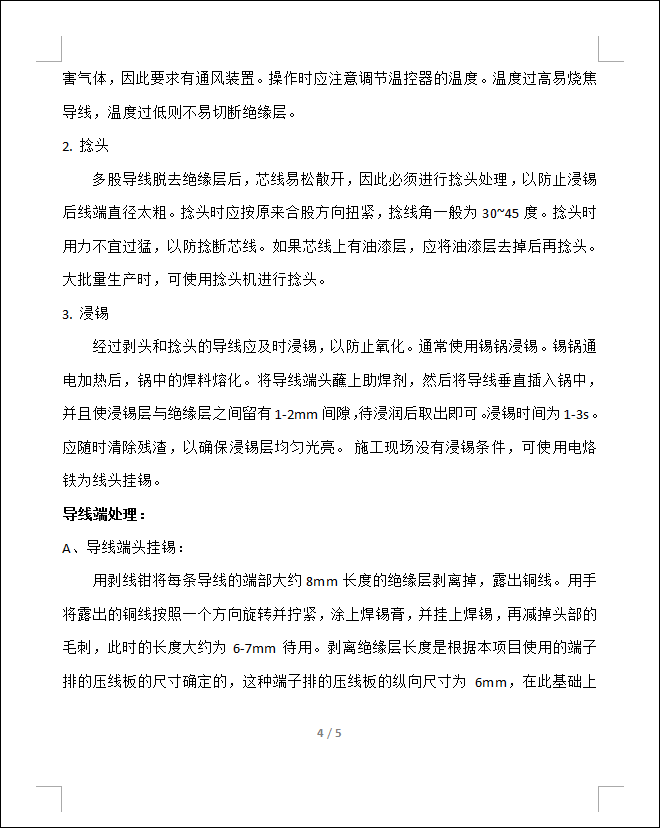 害气体，因此要求有通风装置。操作时应注意调节温控器的温度。温度过高易烧焦
导线，温度过低则不易切断绝缘层。
2. 捻头
多股导线脱去绝缘层后，芯线易松散开，因此必须进行捻头处理，以防止浸锡
后线端直径太粗。捻头时应按原来合股方向扭紧，捻线角一般为 30~45 度。捻头时
用力不宜过猛，以防捻断芯线。如果芯线上有油漆层，应将油漆层去掉后再捻头。
大批量生产时，可使用捻头机进行捻头。
3. 浸锡
经过剥头和捻头的导线应及时浸锡，以防止氧化。通常使用锡锅浸锡。锡锅通
电加热后，锅中的焊料熔化。将导线端头蘸上助焊剂，然后将导线垂直插入锅中，
并且使浸锡层与绝缘层之间留有 1-2mm 间隙，待浸润后取出即可。浸锡时间为 1-3s。
应随时清除残渣，以确保浸锡层均匀光亮。 施工现场没有浸锡条件，可使用电烙
铁为线头挂锡。
导线端处理：
A、导线端头挂锡：
用剥线钳将每条导线的端部大约 8mm 长度的绝缘层剥离掉，露出铜线。用手
将露出的铜线按照一个方向旋转并拧紧，涂上焊锡膏，并挂上焊锡，再减掉头部的
毛刺，此时的长度大约为 6-7mm 待用。剥离绝缘层长度是根据本项目使用的端子
排的压线板的尺寸确定的，这种端子排的压线板的纵向尺寸为 6mm，在此基础上
4 / 5